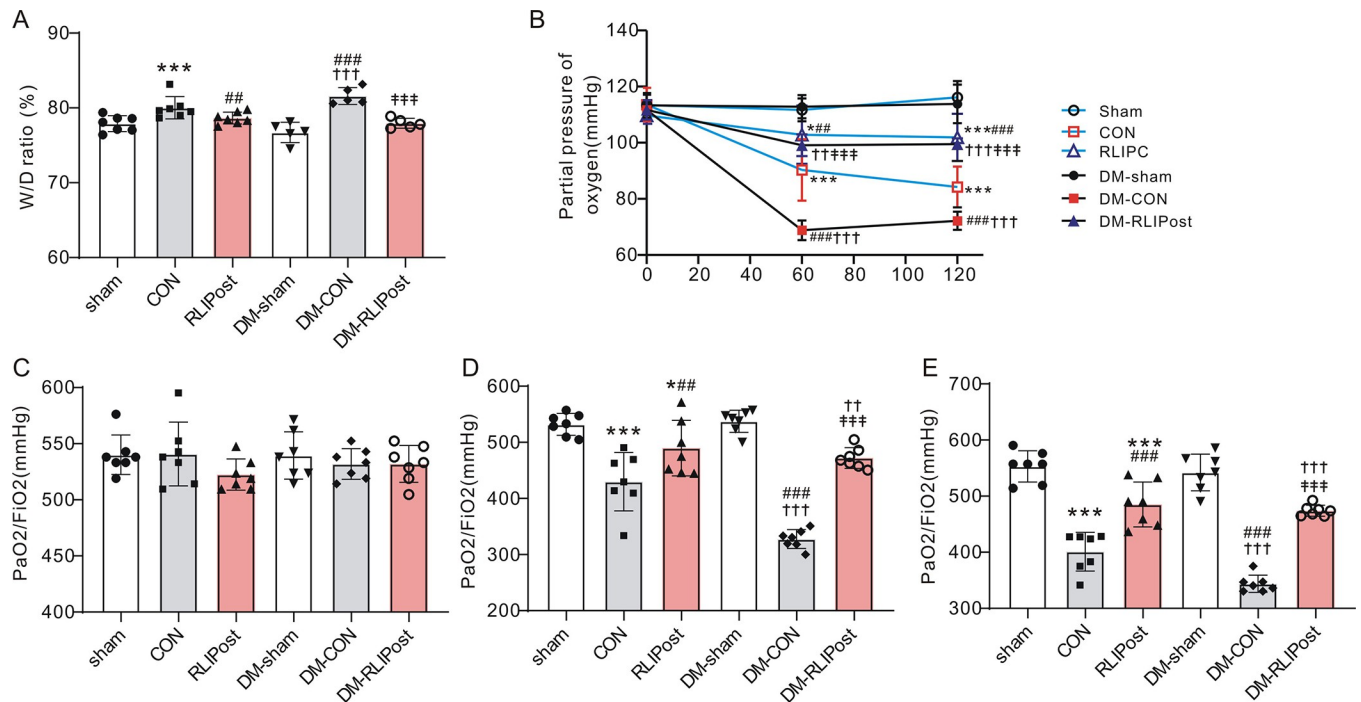 A
W/D ratio (%)
90
80
70
60
***
##
###
†††
‡‡‡
sham
CON
RLIPost
DM-sham
DM-CON
DM-RLIPost
B
Partial pressure of
oxygen(mmHg)
140
120
100
80
60
0 20 40 60 80 100 120
*##
††‡‡‡
***
###†††
***###
†††‡‡‡
***
###†††
Sham
CON
RLIPC
DM-sham
DM-CON
DM-RLIPost
C
PaO2/FiO2(mmHg)
600
550
500
450
400
sham
CON
RLIPost
DM-sham
DM-CON
DM-RLIPost
D
PaO2/FiO2(mmHg)
600
500
400
300
200
***
*##
###
†††
††
‡‡‡
sham
CON
RLIPost
DM-sham
DM-CON
DM-RLIPost
E
PaO2/FiO2(mmHg)
700
600
500
400
300
***
***
###
###
†††
†††
‡‡‡
sham
CON
RLIPost
DM-sham
DM-CON
DM-RLIPost